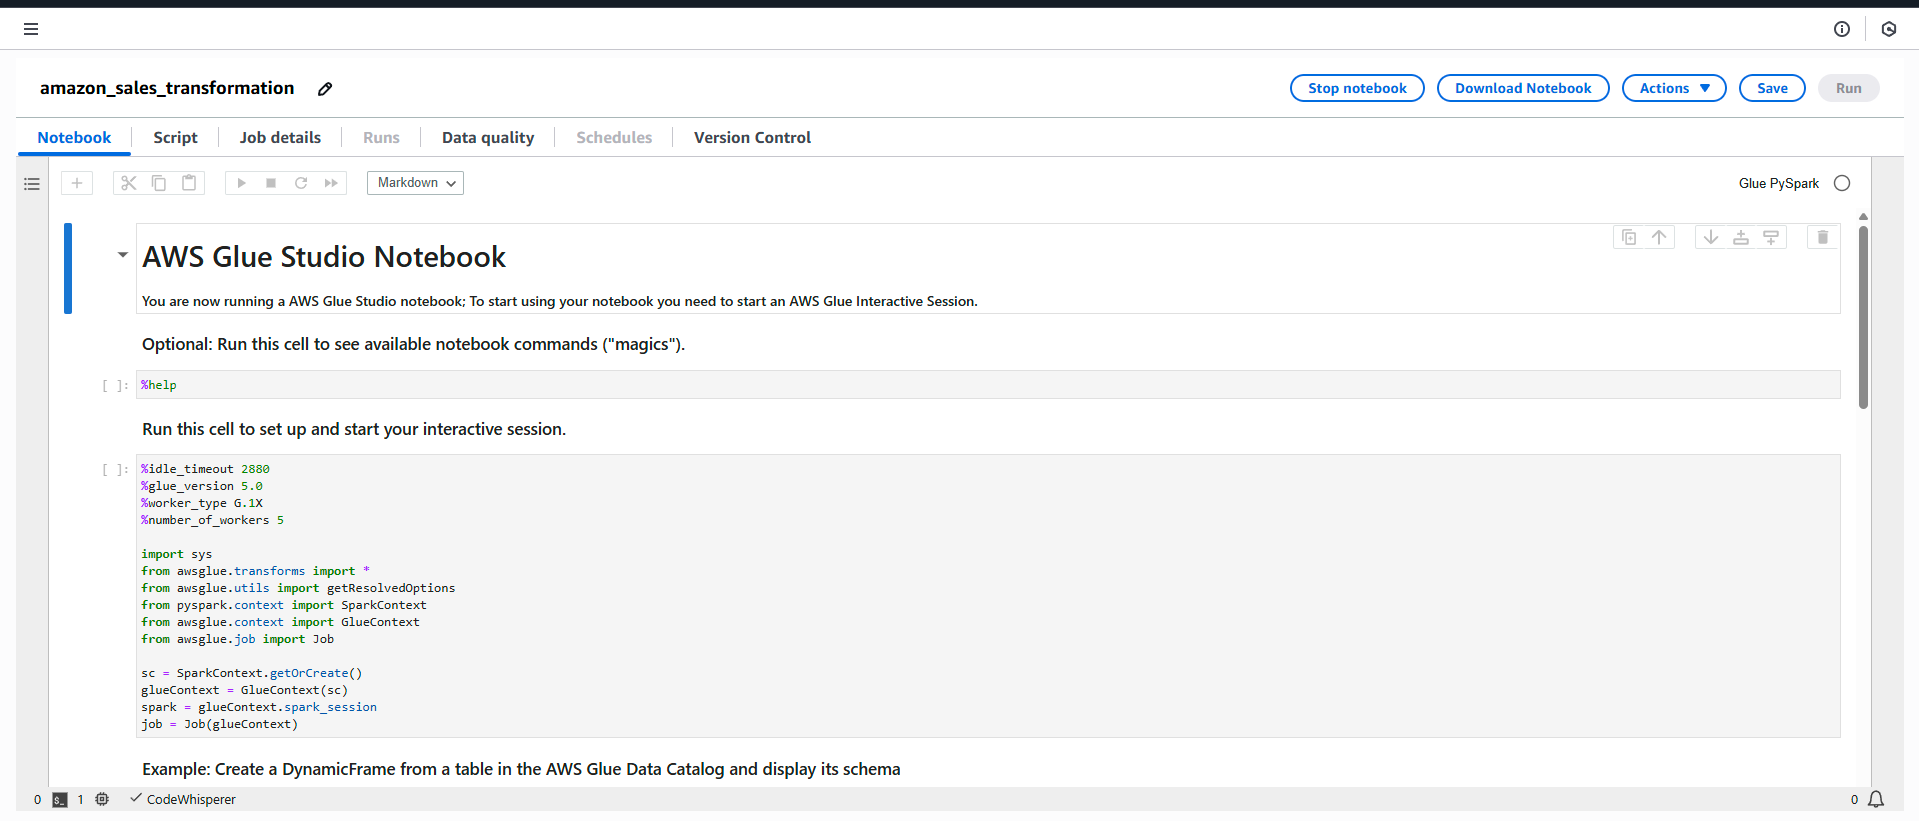 amazon_sales_transformation
Stop notebook
Download Notebook
Actions
Save
Run
Notebook
Script
Job details
Runs
Data quality
Schedules
Version Control
Markdown
Glue PySpark
AWS Glue Studio Notebook
You are now running a AWS Glue Studio notebook; To start using your notebook you need to start an AWS Glue Interactive Session.
Optional: Run this cell to see available notebook commands ("magics").
[ ]: %help
Run this cell to set up and start your interactive session.
[ ]: %idle_timeout 2880
%glue_version 5.0
%worker_type G.1X
%number_of_workers 5
import sys
from awsglue.transforms import *
from awsglue.utils import getResolvedOptions
from pyspark.context import SparkContext
from awsglue.context import GlueContext
from awsglue.job import Job
sc = SparkContext.getOrCreate()
glueContext = GlueContext(sc)
spark = glueContext.spark_session
job = Job(glueContext)
Example: Create a DynamicFrame from a table in the AWS Glue Data Catalog and display its schema
0 $_ 1 CodeWhisperer
0